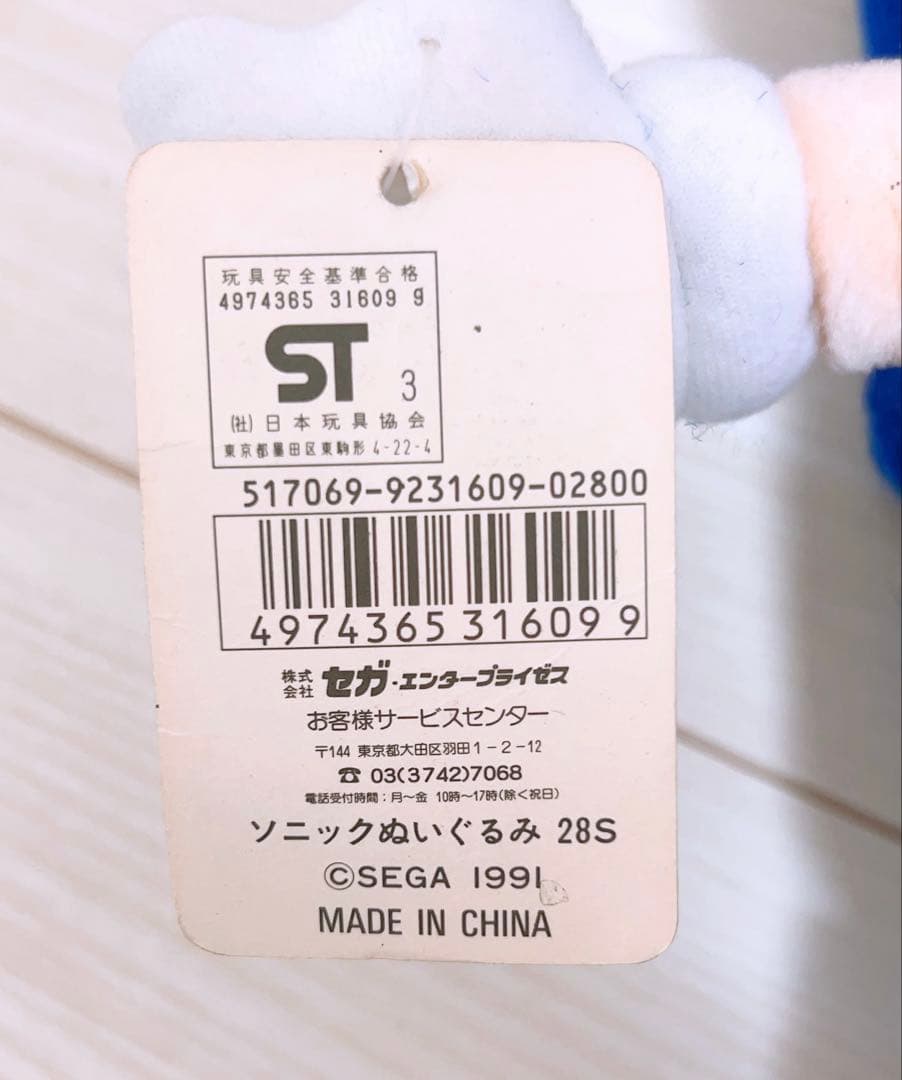 玩具安全基準合格
4974365 31609 9
ST 3
(社)日本玩具協会
東京都墨田区東駒形 4-22-4
517069-9231609-02800
4974365 31609 9
株式会社 セガ・エンタープライゼス
お客様サービスセンター
〒144 東京都大田区羽田1-2-12
☎ 03(3742)7068
電話受付時間:月〜金 10時〜17時(除く祝日)
ソニックぬいぐるみ 28S
©SEGA 1991
MADE IN CHINA